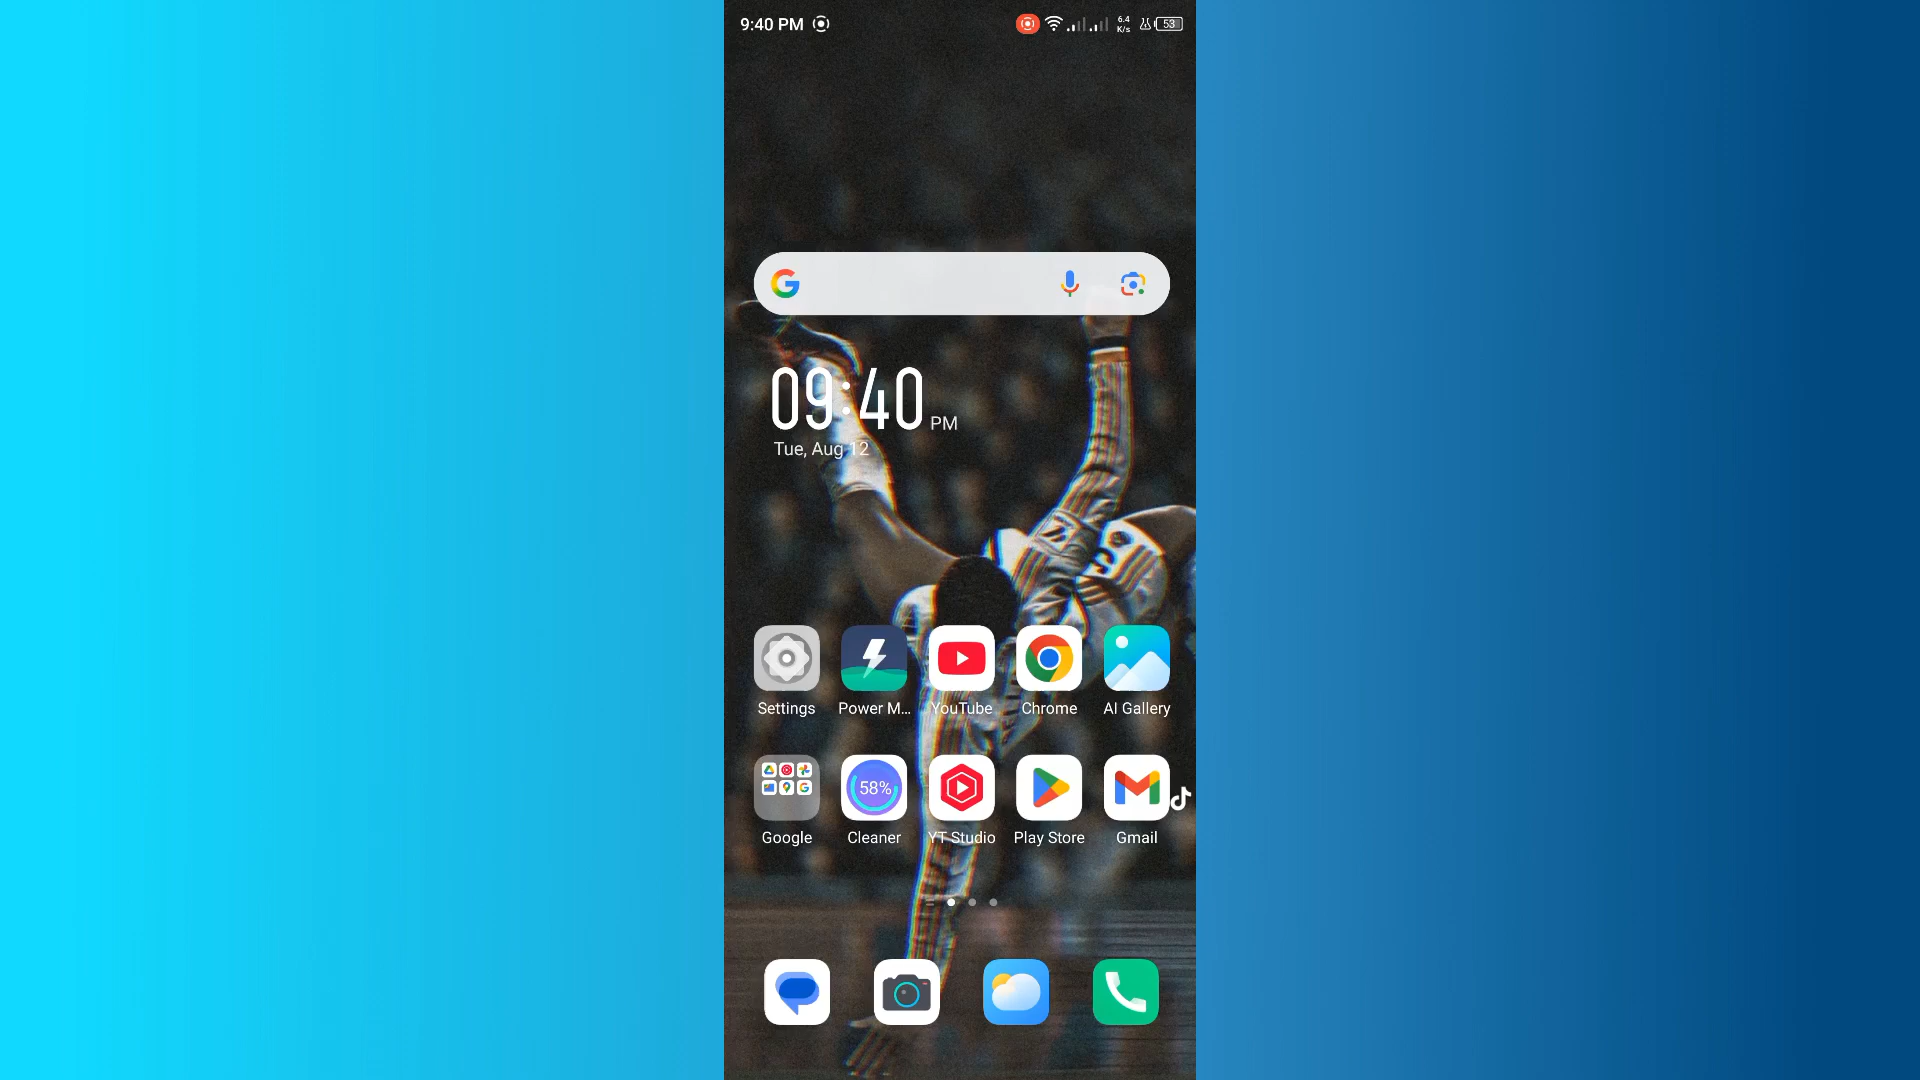 9:40 PM
6.4
K/s
53
09:40 PM
Tue, Aug 12
Settings
Power M...
YouTube
Chrome
AI Gallery
58%
Google
Cleaner
YT Studio
Play Store
Gmail